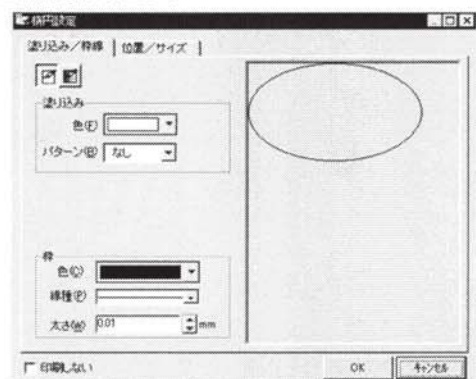 楕円設定
塗り込み／枠線 位置／サイズ
塗り込み
色(F)
パターン(B) なし
枠
色(C)
線種(P)
太さ(W) 0.01 mm
印刷しない OK キャンセル